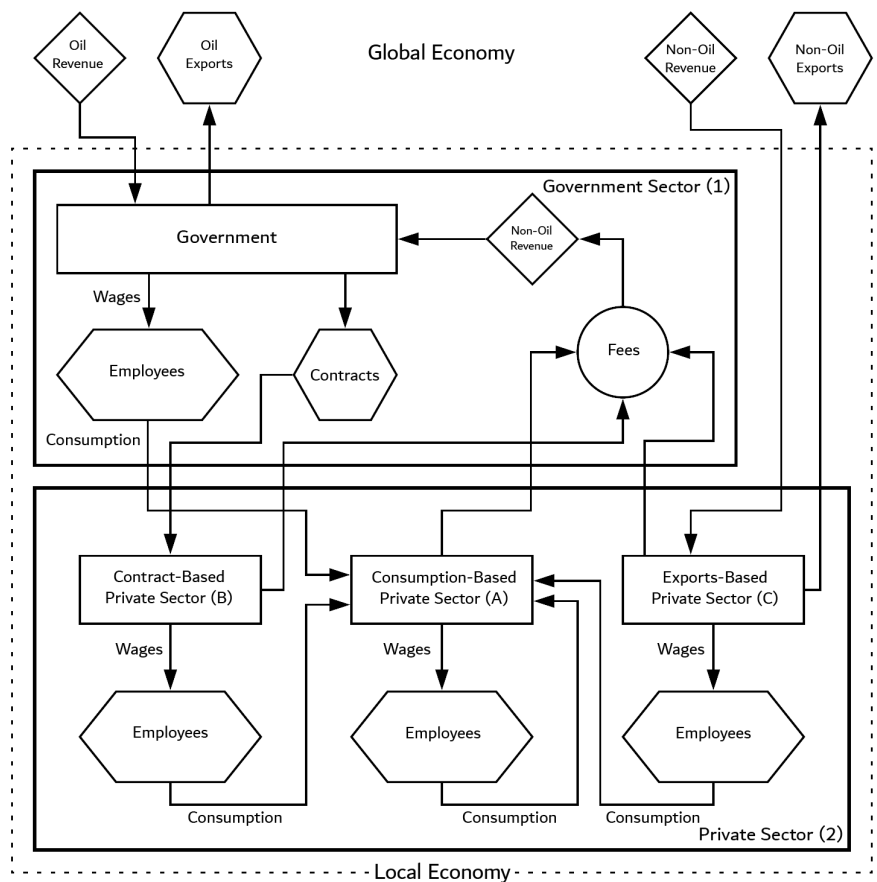 Oil
Revenue
Oil
Exports
Global Economy
Non-Oil
Revenue
Non-Oil
Exports
Government Sector (1)
Government
Non-Oil
Revenue
Wages
Employees
Contracts
Fees
Consumption
Contract-Based
Private Sector (B)
Consumption-Based
Private Sector (A)
Exports-Based
Private Sector (C)
Wages
Wages
Wages
Employees
Employees
Employees
Consumption
Consumption
Consumption
Private Sector (2)
Local Economy